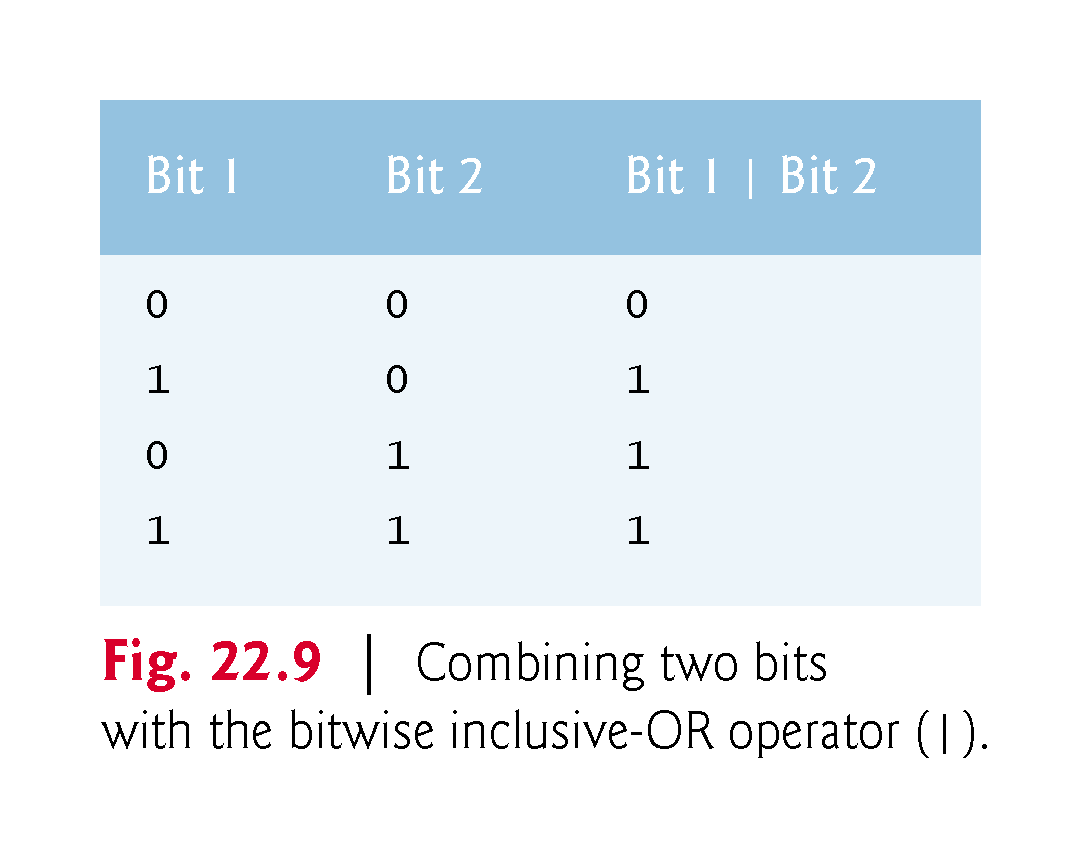 Bit 1 Bit 2 Bit 1 | Bit 2
0 0 0
1 0 1
0 1 1
1 1 1
Fig. 22.9 | Combining two bits
with the bitwise inclusive-OR operator (|).